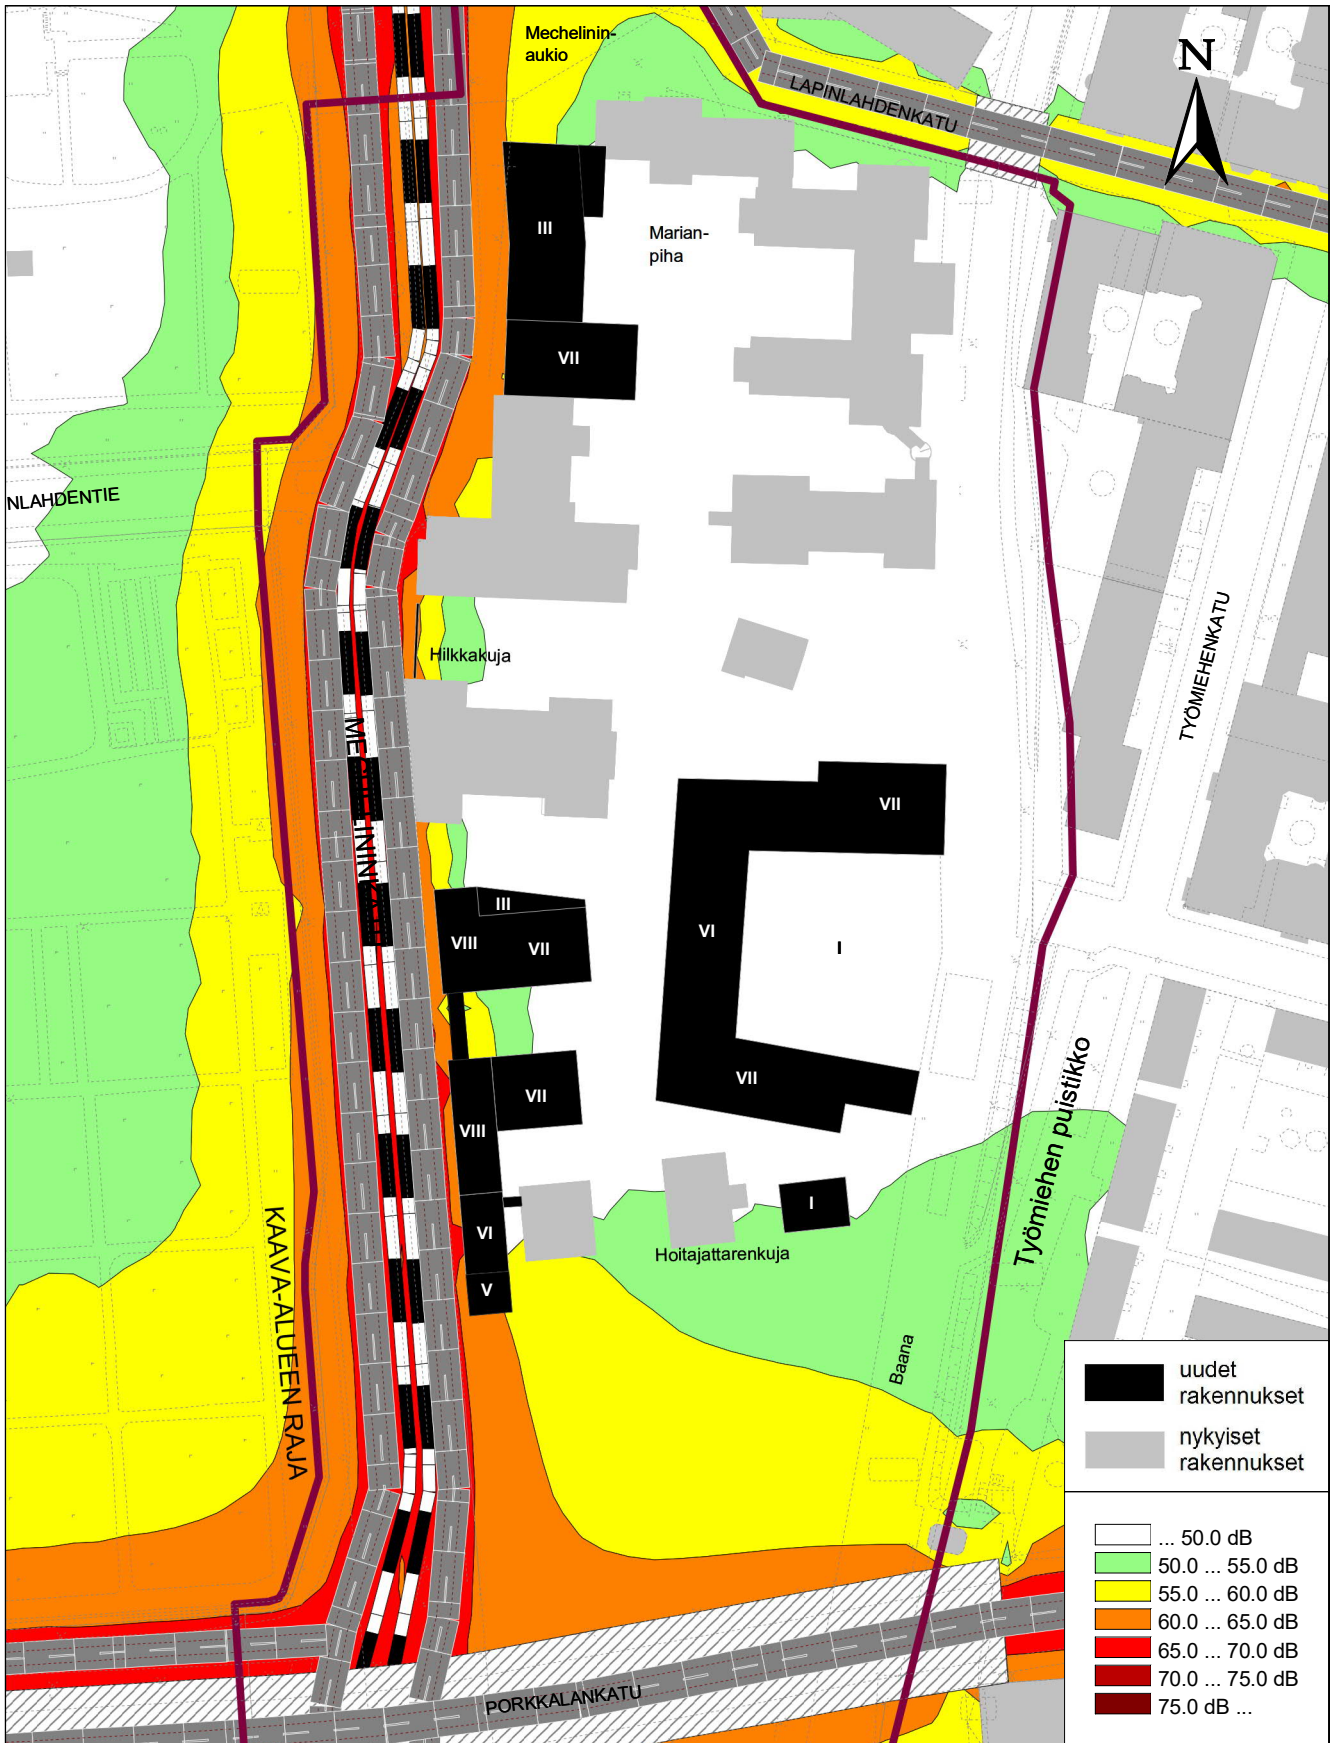 Mechelinin-
aukio
N
LAPINLAHDENKATU
III
Marian-
piha
VII
NLAHDENTIE
TYÖMIEHENKATU
Hilkkakuja
VII
III
VIII
VII
VI
I
VII
VII
VIII
Työmiehen puistikko
I
VI
Hoitajattarenkuja
V
KAAVA-ALUEEN RAJA
Baana
PORKKALANKATU
uudet
rakennukset
nykyiset
rakennukset
... 50.0 dB
50.0 ... 55.0 dB
55.0 ... 60.0 dB
60.0 ... 65.0 dB
65.0 ... 70.0 dB
70.0 ... 75.0 dB
75.0 dB ...